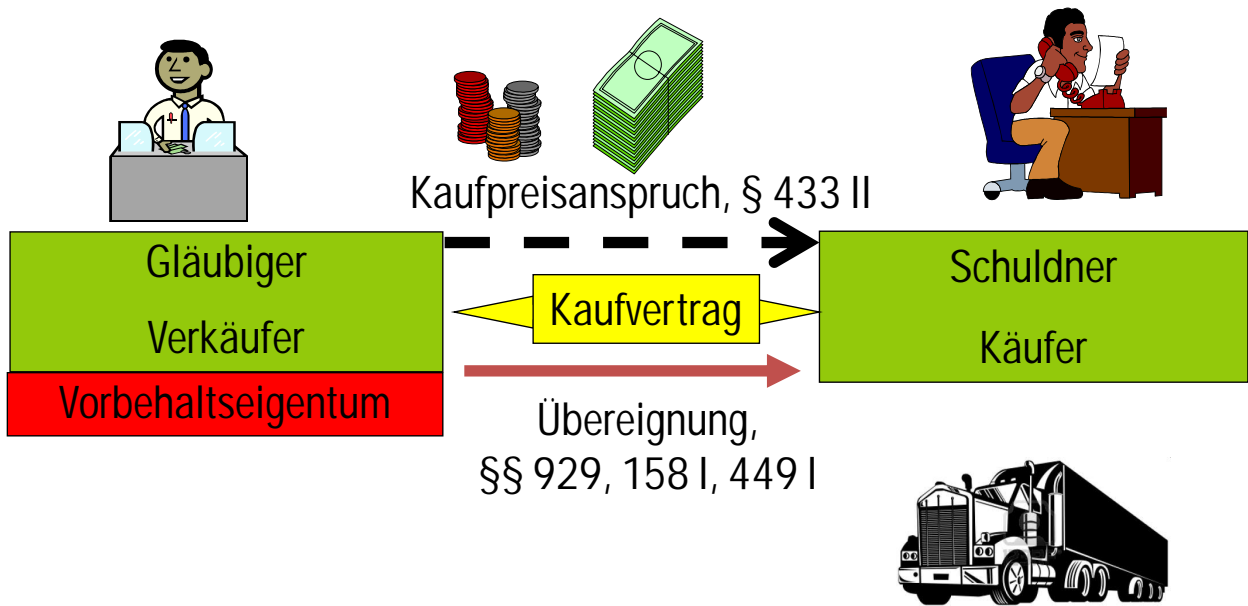 Kaufpreisanspruch, § 433 II
Gläubiger
Verkäufer
Vorbehaltseigentum
Kaufvertrag
Schuldner
Käufer
Übereignung,
§§ 929, 158 I, 449 I